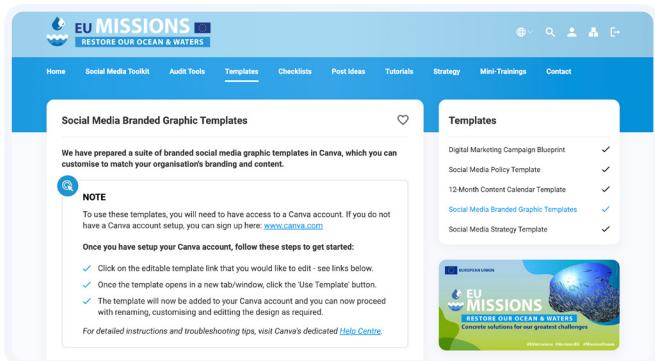 EU MISSIONS
RESTORE OUR OCEAN & WATERS
Home Social Media Toolkit Audit Tools Templates Checklists Post Ideas Tutorials Strategy Mini-Trainings Contact
Social Media Branded Graphic Templates
We have prepared a suite of branded social media graphic templates in Canva, which you can
customise to match your organisation's branding and content.
NOTE
To use these templates, you will need to have access to a Canva account. If you do not
have a Canva account setup, you can sign up here: www.canva.com
Once you have setup your Canva account, follow these steps to get started:
Click on the editable template link that you would like to edit - see links below.
Once the template opens in a new tab/window, click the 'Use Template' button.
The template will now be added to your Canva account and you can now proceed
with renaming, customising and editting the design as required.
For detailed instructions and troubleshooting tips, visit Canva's dedicated Help Centre.
Templates
Digital Marketing Campaign Blueprint
Social Media Policy Template
12-Month Content Calendar Template
Social Media Branded Graphic Templates
Social Media Strategy Template
EUROPEAN UNION
EU
MISSIONS
RESTORE OUR OCEAN & WATERS
Concrete solutions for our greatest challenges
#EUmissions #HorizonEU #MissionOcean